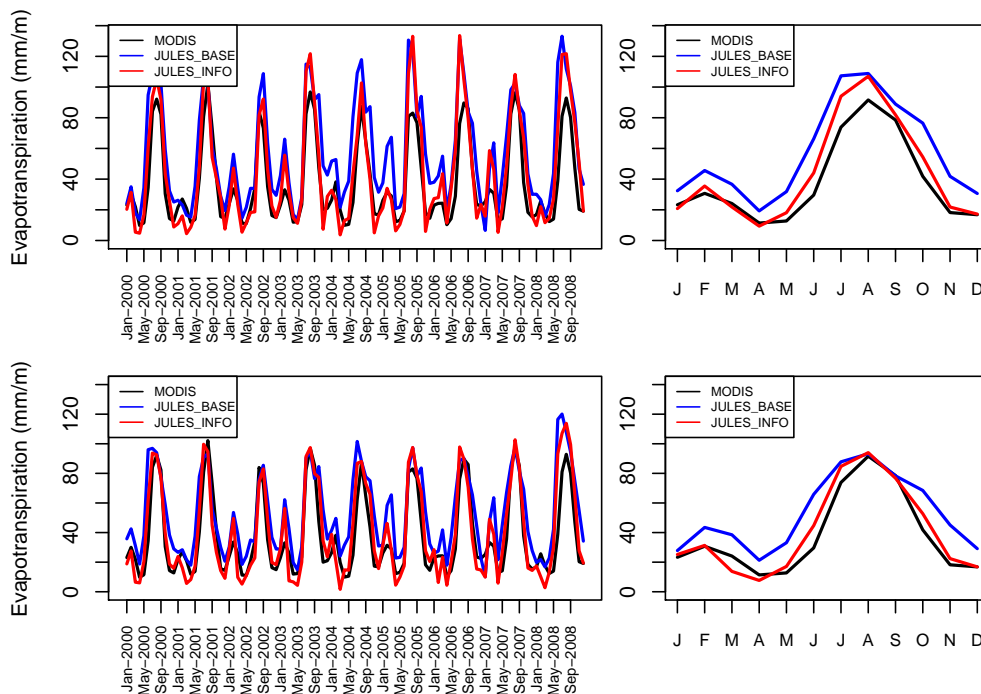 Evapotranspiration (mm/m)
0 40 80 120
MODIS
JULES_BASE
JULES_INFO
Jan−2000
May−2000
Sep−2000
Jan−2001
May−2001
Sep−2001
Jan−2002
May−2002
Sep−2002
Jan−2003
May−2003
Sep−2003
Jan−2004
May−2004
Sep−2004
Jan−2005
May−2005
Sep−2005
Jan−2006
May−2006
Sep−2006
Jan−2007
May−2007
Sep−2007
Jan−2008
May−2008
Sep−2008
0 40 80 120
MODIS
JULES_BASE
JULES_INFO
J F M A M J J A S O N D
Evapotranspiration (mm/m)
0 40 80 120
MODIS
JULES_BASE
JULES_INFO
Jan−2000
May−2000
Sep−2000
Jan−2001
May−2001
Sep−2001
Jan−2002
May−2002
Sep−2002
Jan−2003
May−2003
Sep−2003
Jan−2004
May−2004
Sep−2004
Jan−2005
May−2005
Sep−2005
Jan−2006
May−2006
Sep−2006
Jan−2007
May−2007
Sep−2007
Jan−2008
May−2008
Sep−2008
0 40 80 120
MODIS
JULES_BASE
JULES_INFO
J F M A M J J A S O N D